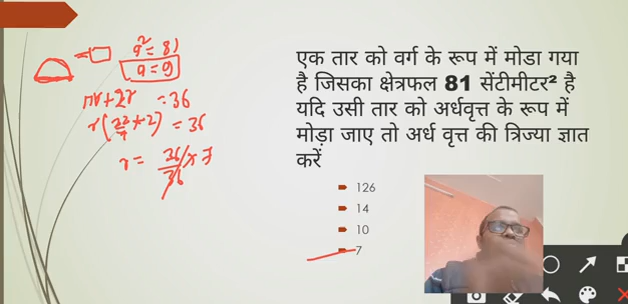 a² = 81
a = 9
πr + 2r = 36
r(22/7 + 2) = 36
r = 36/36 × 7
एक तार को वर्ग के रूप में मोडा गया
है जिसका क्षेत्रफल 81 सेंटीमीटर² है
यदि उसी तार को अर्धवृत्त के रूप में
मोड़ा जाए तो अर्ध वृत्त की त्रिज्या ज्ञात
करें
126
14
10
7